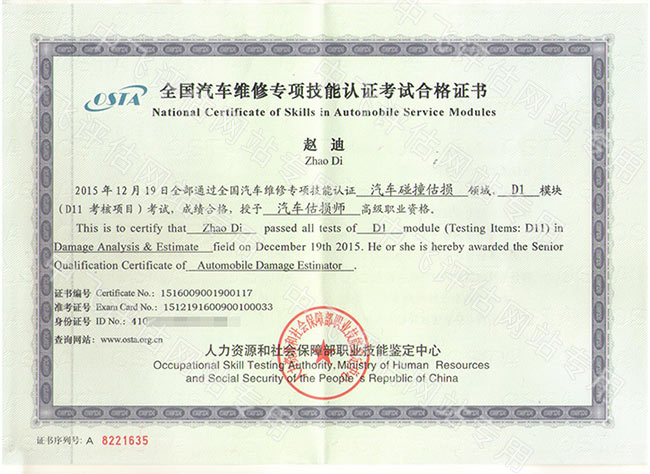 OSTA
全国汽车维修专项技能认证考试合格证书
National Certificate of Skills in Automobile Service Modules
赵 迪
Zhao Di
2015年12月19日全部通过全国汽车维修专项技能认证 汽车碰撞估损 领域, D1 模块
(D11 考核项目)考试,成绩合格,授予 汽车估损师 高级职业资格。
This is to certify that Zhao Di passed all tests of D1 module (Testing Items: D11) in
Damage Analysis & Estimate field on December 19th 2015. He or she is hereby awarded the Senior
Qualification Certificate of Automobile Damage Estimator.
证书编号 Certificate No.: 1516009001900117
准考证号 Exam Card No.: 1512191600900100033
身份证号 ID No.: 410
查询网站: www.osta.org.cn
人力资源和社会保障部职业技能鉴定中心
Occupational Skill Testing Authority, Ministry of Human Resources
and Social Security of the People's Republic of China
证书序列号: A 8221635